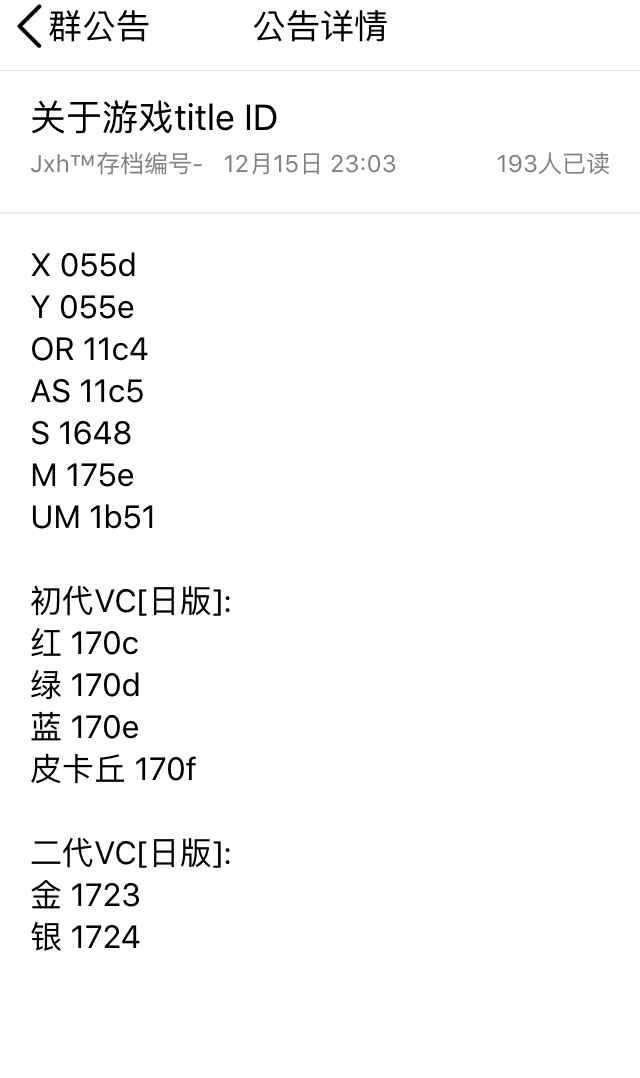 群公告 公告详情
关于游戏title ID
Jxh™存档编号- 12月15日 23:03 193人已读
X 055d
Y 055e
OR 11c4
AS 11c5
S 1648
M 175e
UM 1b51
初代VC[日版]:
红 170c
绿 170d
蓝 170e
皮卡丘 170f
二代VC[日版]:
金 1723
银 1724